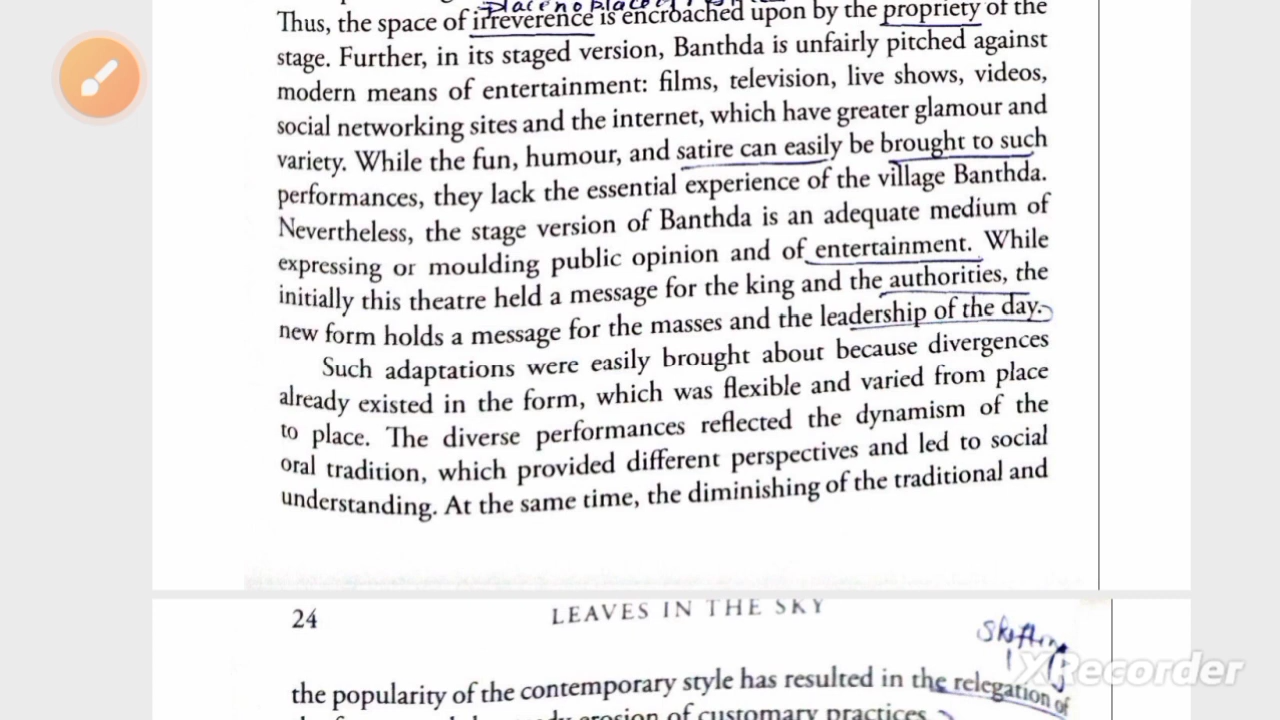 Thus, the space of irreverence is encroached upon by the propriety of the
stage. Further, in its staged version, Banthda is unfairly pitched against
modern means of entertainment: films, television, live shows, videos,
social networking sites and the internet, which have greater glamour and
variety. While the fun, humour, and satire can easily be brought to such
performances, they lack the essential experience of the village Banthda.
Nevertheless, the stage version of Banthda is an adequate medium of
expressing or moulding public opinion and of entertainment. While
initially this theatre held a message for the king and the authorities, the
new form holds a message for the masses and the leadership of the day.
Such adaptations were easily brought about because divergences
already existed in the form, which was flexible and varied from place
to place. The diverse performances reflected the dynamism of the
oral tradition, which provided different perspectives and led to social
understanding. At the same time, the diminishing of the traditional and
24 LEAVES IN THE SKY
XRecorder
the popularity of the contemporary style has resulted in the relegation of
erosion of customary practices.